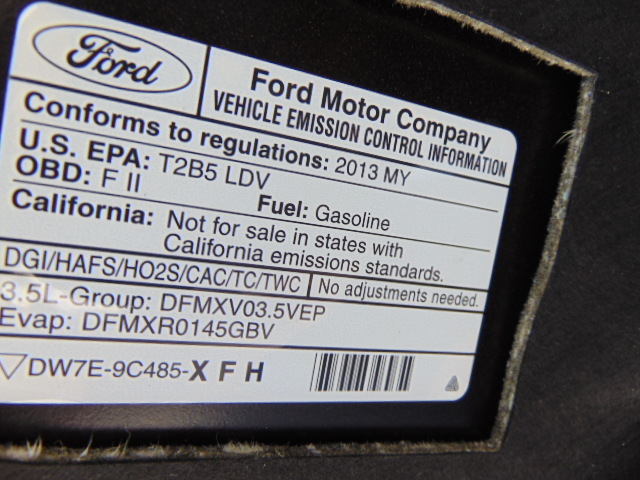 Ford
Ford Motor Company
VEHICLE EMISSION CONTROL INFORMATION
Conforms to regulations: 2013 MY
U.S. EPA: T2B5 LDV
OBD: F II
Fuel: Gasoline
California: Not for sale in states with
California emissions standards.
DGI/HAFS/HO2S/CAC/TC/TWC
No adjustments needed.
3.5L-Group: DFMXV03.5VEP
Evap: DFMXR0145GBV
DW7E-9C485-X F H